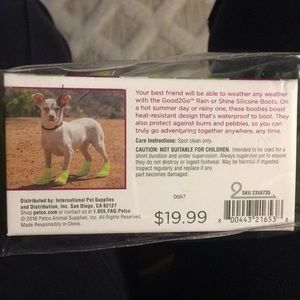 Your best friend will be able to weather any weather
with the Good2Go™ Rain or Shine Silicone Boots. On
a hot summer day or rainy one, these booties boast
heat-resistant design that's waterproof to boot. They
also protect against burrs and pebbles, so you can
truly go adventuring together anywhere, any time.
Care Instructions: Spot clean only.
CAUTION: NOT SUITABLE FOR CHILDREN. Intended to be used for a
short duration and under supervision. Always supervise pet to ensure
they do not destroy or ingest footwear. May be harmful if ingested.
Inspect regularly and replace if any
part becomes damaged.
Distributed by: International Pet Supplies
and Distribution, Inc. San Diego, CA 92127
Shop petco.com or contact us at 1.855.FAQ.Petco
© 2016 Petco Animal Supplies, Inc. All Rights Reserved.
Made Responsibly in China.
0667
$19.99
2
SKU 2358735
8 00443 21653 8